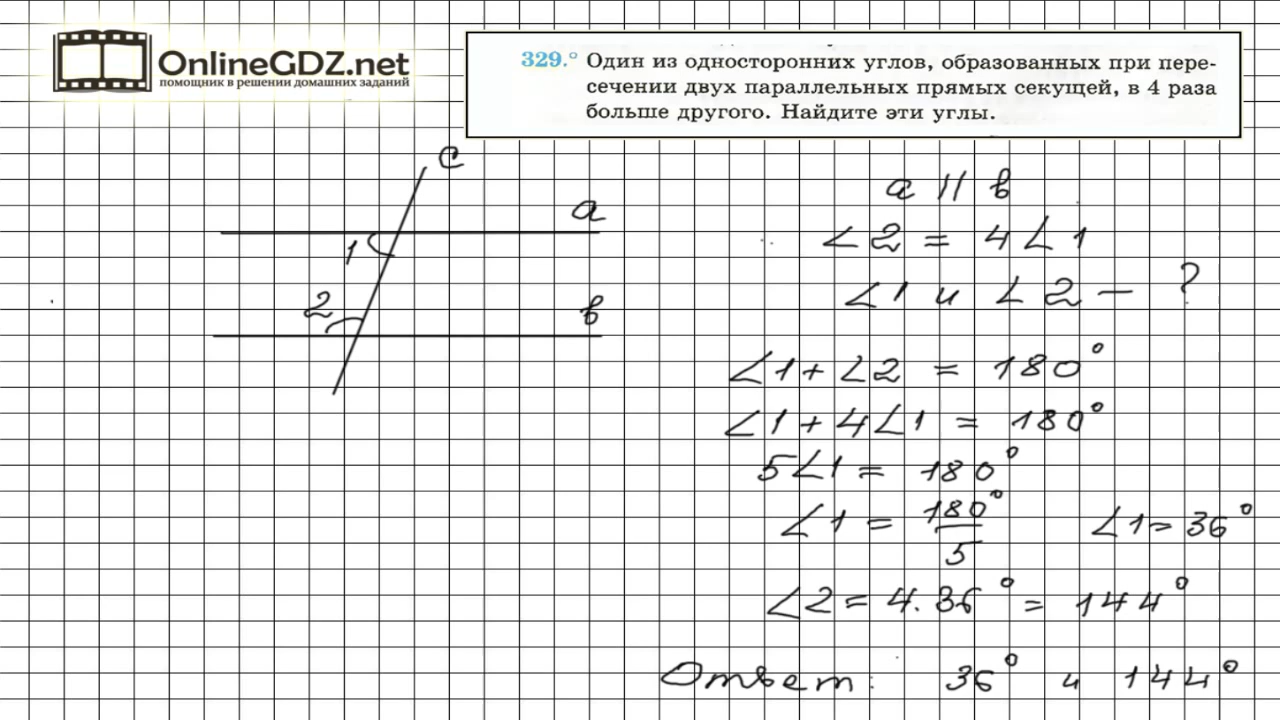 OnlineGDZ.net
помощник в решении домашних заданий
329.° Один из односторонних углов, образованных при пере-
сечении двух параллельных прямых секущей, в 4 раза
больше другого. Найдите эти углы.
c
a
1
2
b
a || b
∠2 = 4∠1
∠1 и ∠2 — ?
∠1 + ∠2 = 180°
∠1 + 4∠1 = 180°
5∠1 = 180°
∠1 = 180°/5 ∠1 = 36°
∠2 = 4 · 36° = 144°
Ответ: 36° и 144°